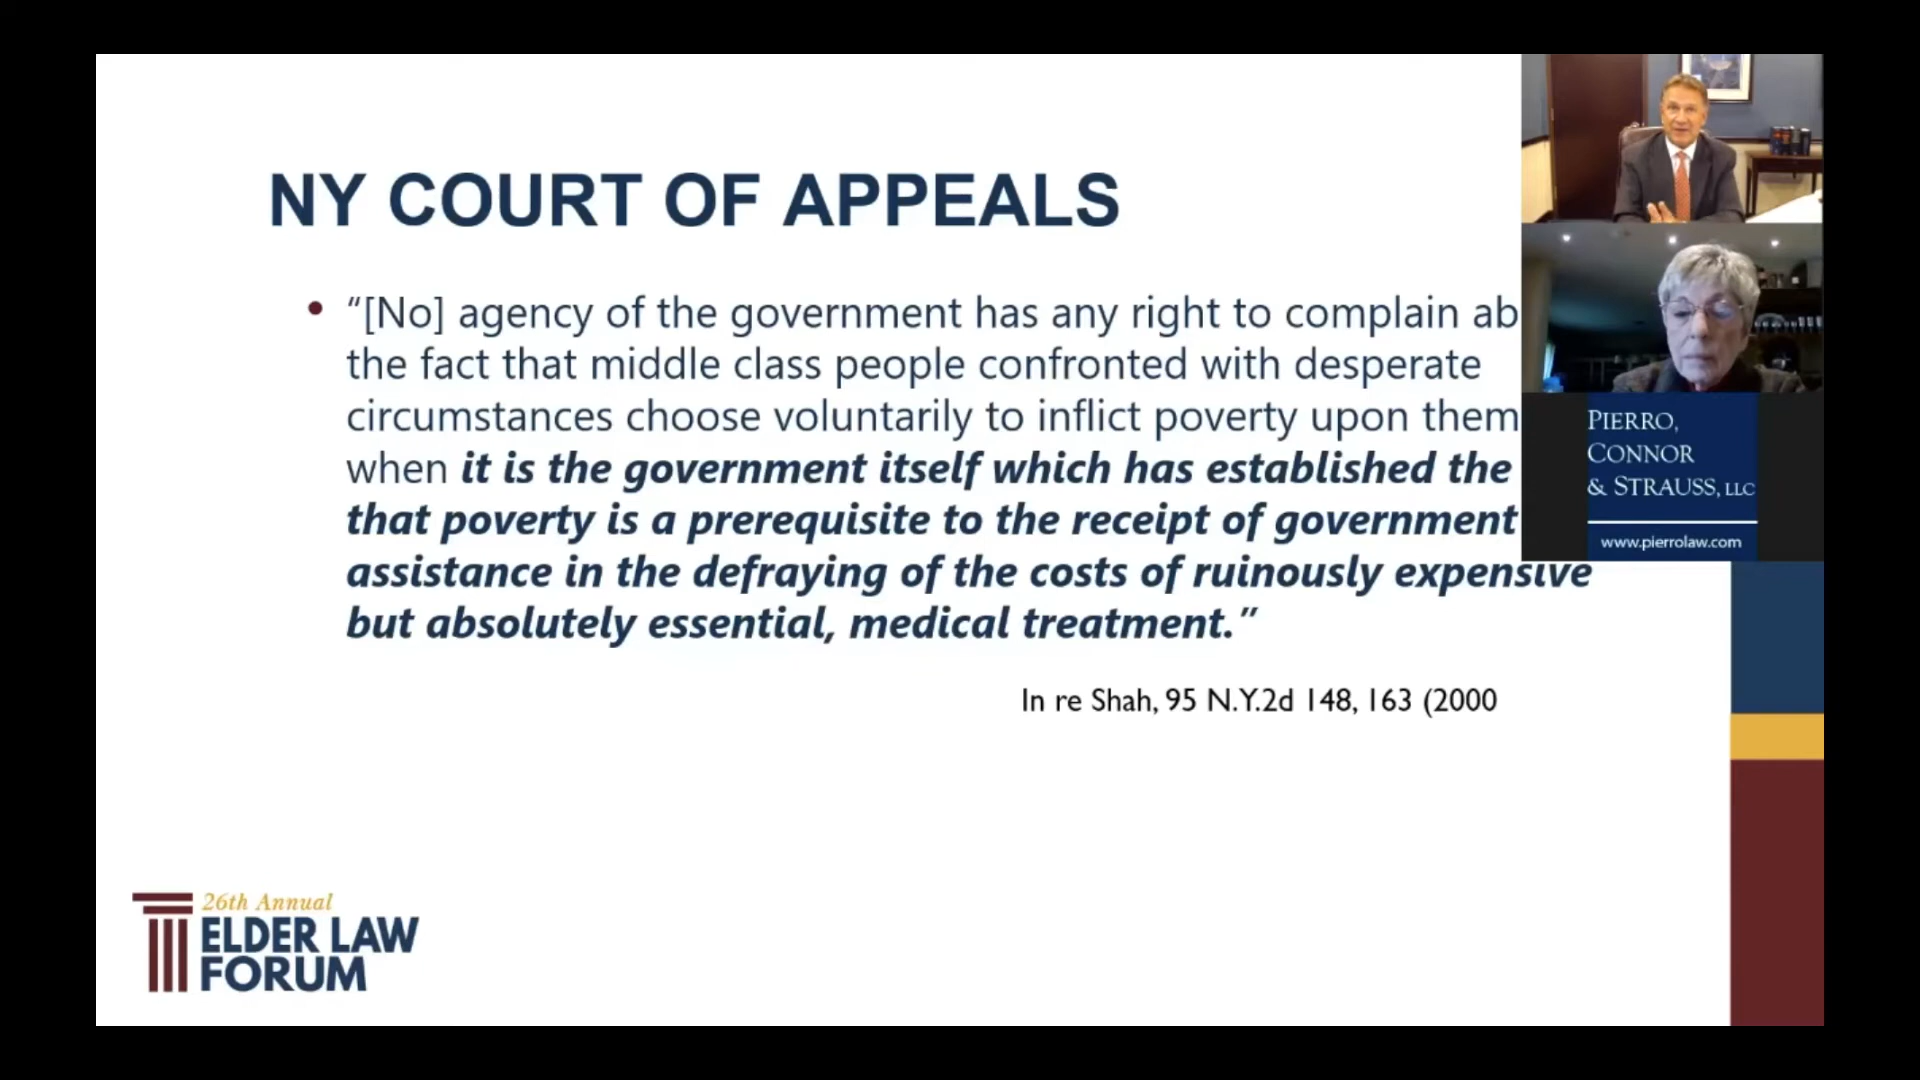 NY COURT OF APPEALS
• “[No] agency of the government has any right to complain ab
the fact that middle class people confronted with desperate
circumstances choose voluntarily to inflict poverty upon them
when it is the government itself which has established the
that poverty is a prerequisite to the receipt of government
assistance in the defraying of the costs of ruinously expensive
but absolutely essential, medical treatment.”
In re Shah, 95 N.Y.2d 148, 163 (2000
PIERRO,
CONNOR
& STRAUSS, LLC
www.pierrolaw.com
26th Annual
ELDER LAW
FORUM